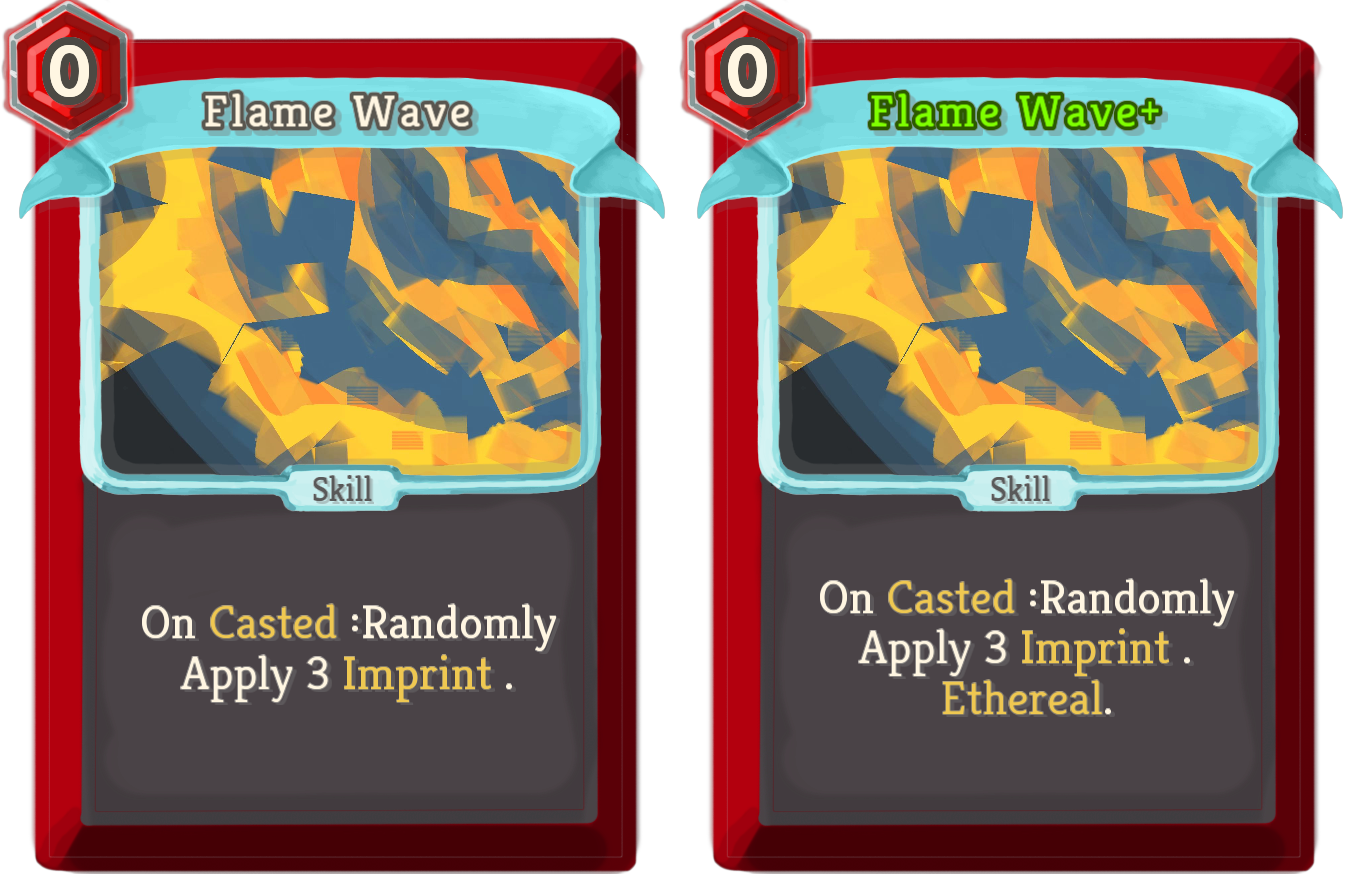 0
Flame Wave
Skill
On Casted :Randomly
Apply 3 Imprint .
0
Flame Wave+
Skill
On Casted :Randomly
Apply 3 Imprint .
Ethereal.